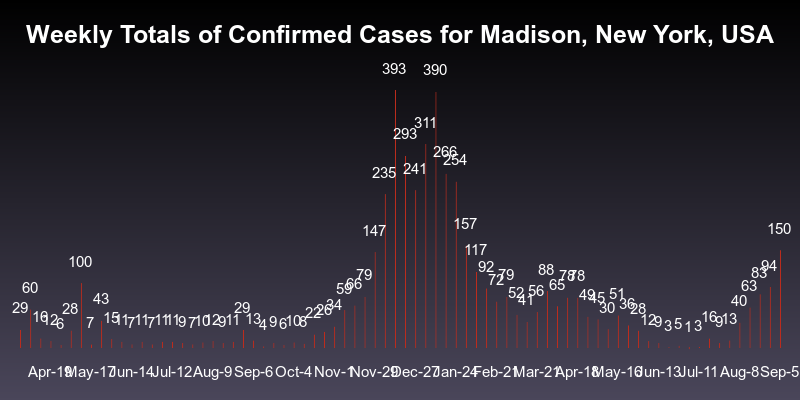 Weekly Totals of Confirmed Cases for Madison, New York, USA
29 60 16 12 6 28 100 7 43 15 11 7 11 7 11 11 9 7 10 12 9 11 29 13 4 9 6 10 8 22 26 34 59 66 79 147 235 393 293 241 311 390 266 254 157 117 92 72 79 52 41 56 88 65 78 78 49 45 30 51 36 28 12 9 3 5 1 3 16 9 13 40 63 83 94 150
Apr-19 May-17 Jun-14 Jul-12 Aug-9 Sep-6 Oct-4 Nov-1 Nov-29 Dec-27 Jan-24 Feb-21 Mar-21 Apr-18 May-16 Jun-13 Jul-11 Aug-8 Sep-5